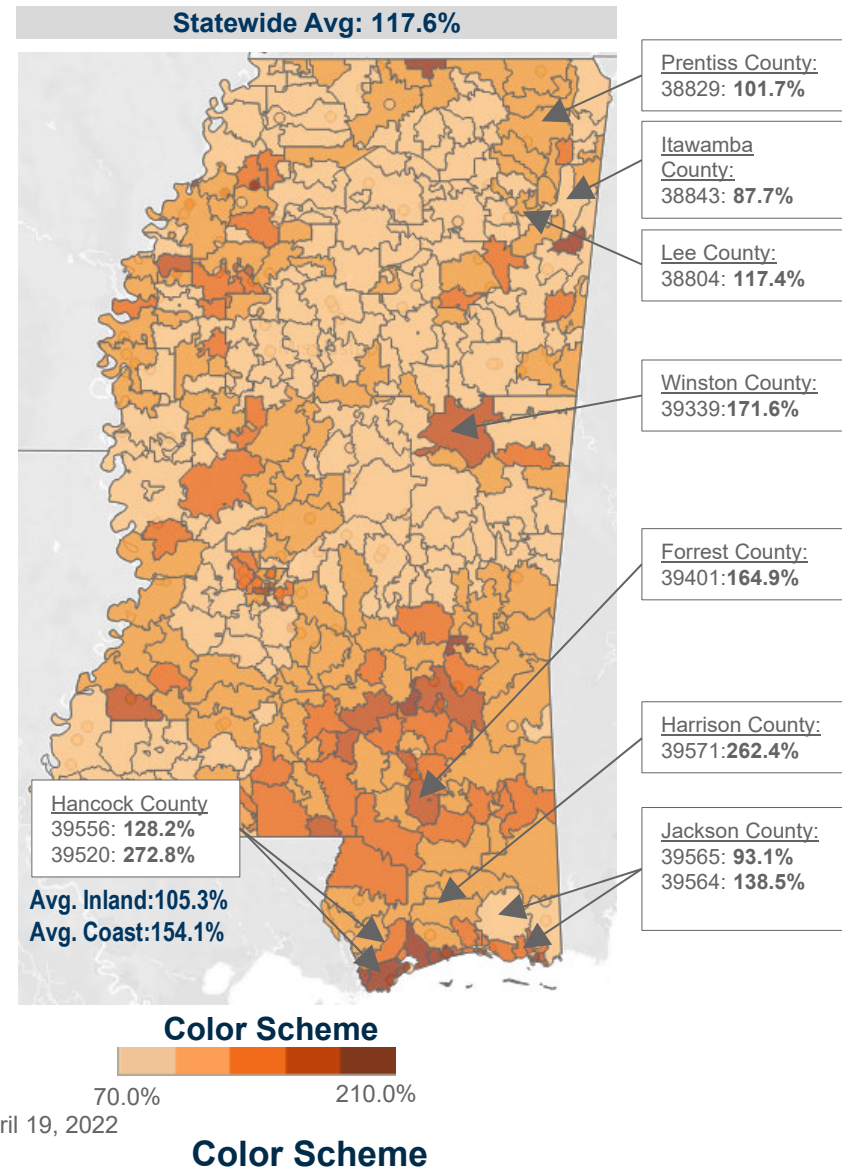 Statewide Avg: 117.6%
Prentiss County:
38829: 101.7%
Itawamba
County:
38843: 87.7%
Lee County:
38804: 117.4%
Winston County:
39339:171.6%
Forrest County:
39401:164.9%
Harrison County:
39571:262.4%
Hancock County
39556: 128.2%
39520: 272.8%
Jackson County:
39565: 93.1%
39564: 138.5%
Avg. Inland:105.3%
Avg. Coast:154.1%
Color Scheme
70.0% 210.0%
ril 19, 2022
Color Scheme